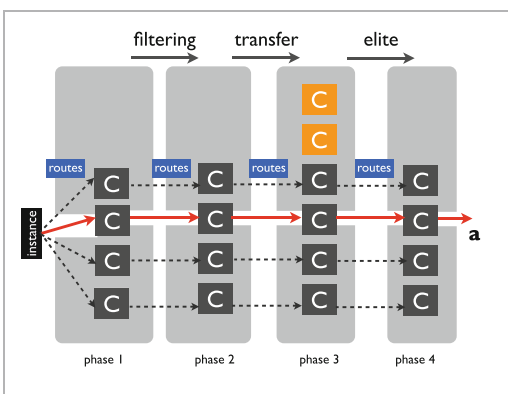 filtering transfer elite
C
C
routes routes routes routes
C C C C
instance
C C C C
a
C C C C
C C C C
phase 1 phase 2 phase 3 phase 4